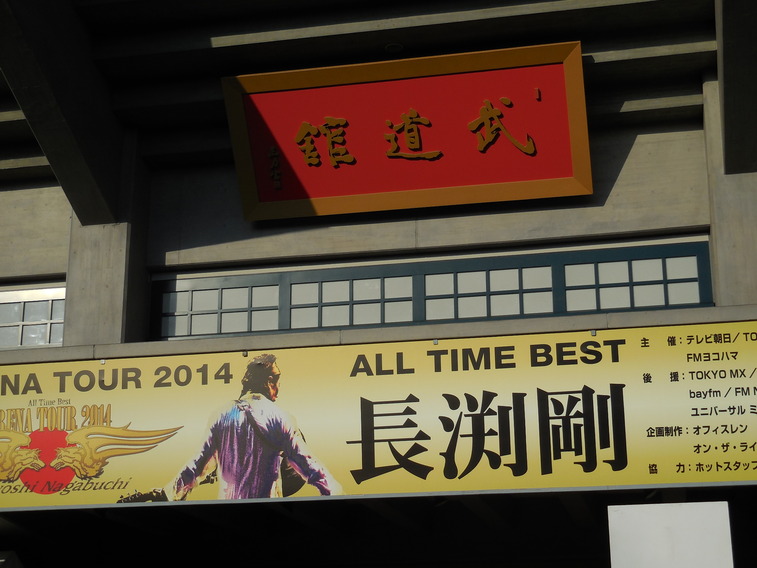 武道館
ENA TOUR 2014
All Time Best
RENA TOUR 2014
oshi Nagabuchi
ALL TIME BEST
長渕剛
主　催：テレビ朝日／TO
FMヨコハマ
後　援：TOKYO MX／
bayfm／FM N
ユニバーサル ミ
企画制作：オフィスレン
オン・ザ・ライ
協　力：ホットスタッフ